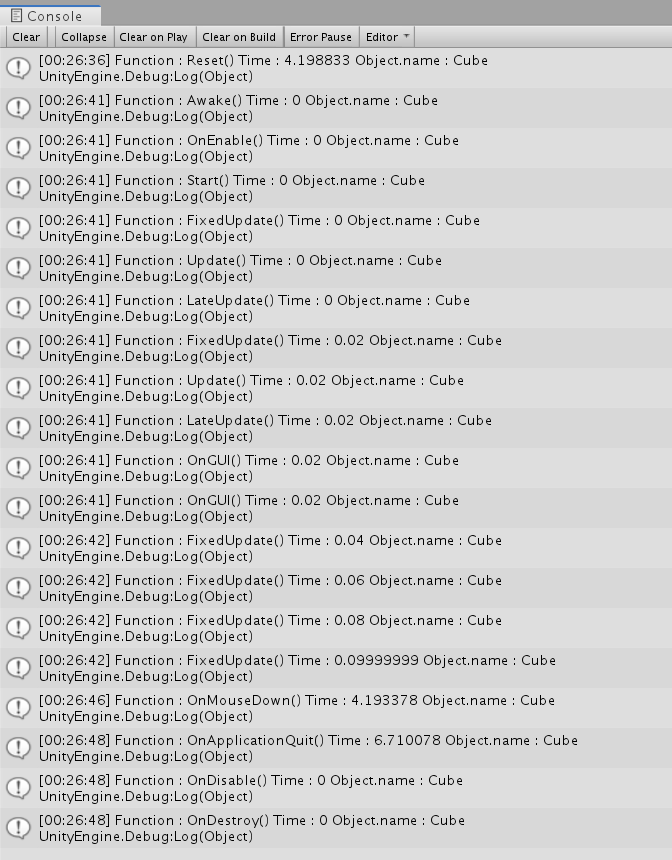 Console
Clear Collapse Clear on Play Clear on Build Error Pause Editor
[00:26:36] Function : Reset() Time : 4.198833 Object.name : Cube
UnityEngine.Debug:Log(Object)
[00:26:41] Function : Awake() Time : 0 Object.name : Cube
UnityEngine.Debug:Log(Object)
[00:26:41] Function : OnEnable() Time : 0 Object.name : Cube
UnityEngine.Debug:Log(Object)
[00:26:41] Function : Start() Time : 0 Object.name : Cube
UnityEngine.Debug:Log(Object)
[00:26:41] Function : FixedUpdate() Time : 0 Object.name : Cube
UnityEngine.Debug:Log(Object)
[00:26:41] Function : Update() Time : 0 Object.name : Cube
UnityEngine.Debug:Log(Object)
[00:26:41] Function : LateUpdate() Time : 0 Object.name : Cube
UnityEngine.Debug:Log(Object)
[00:26:41] Function : FixedUpdate() Time : 0.02 Object.name : Cube
UnityEngine.Debug:Log(Object)
[00:26:41] Function : Update() Time : 0.02 Object.name : Cube
UnityEngine.Debug:Log(Object)
[00:26:41] Function : LateUpdate() Time : 0.02 Object.name : Cube
UnityEngine.Debug:Log(Object)
[00:26:41] Function : OnGUI() Time : 0.02 Object.name : Cube
UnityEngine.Debug:Log(Object)
[00:26:41] Function : OnGUI() Time : 0.02 Object.name : Cube
UnityEngine.Debug:Log(Object)
[00:26:42] Function : FixedUpdate() Time : 0.04 Object.name : Cube
UnityEngine.Debug:Log(Object)
[00:26:42] Function : FixedUpdate() Time : 0.06 Object.name : Cube
UnityEngine.Debug:Log(Object)
[00:26:42] Function : FixedUpdate() Time : 0.08 Object.name : Cube
UnityEngine.Debug:Log(Object)
[00:26:42] Function : FixedUpdate() Time : 0.09999999 Object.name : Cube
UnityEngine.Debug:Log(Object)
[00:26:46] Function : OnMouseDown() Time : 4.193378 Object.name : Cube
UnityEngine.Debug:Log(Object)
[00:26:48] Function : OnApplicationQuit() Time : 6.710078 Object.name : Cube
UnityEngine.Debug:Log(Object)
[00:26:48] Function : OnDisable() Time : 0 Object.name : Cube
UnityEngine.Debug:Log(Object)
[00:26:48] Function : OnDestroy() Time : 0 Object.name : Cube
UnityEngine.Debug:Log(Object)